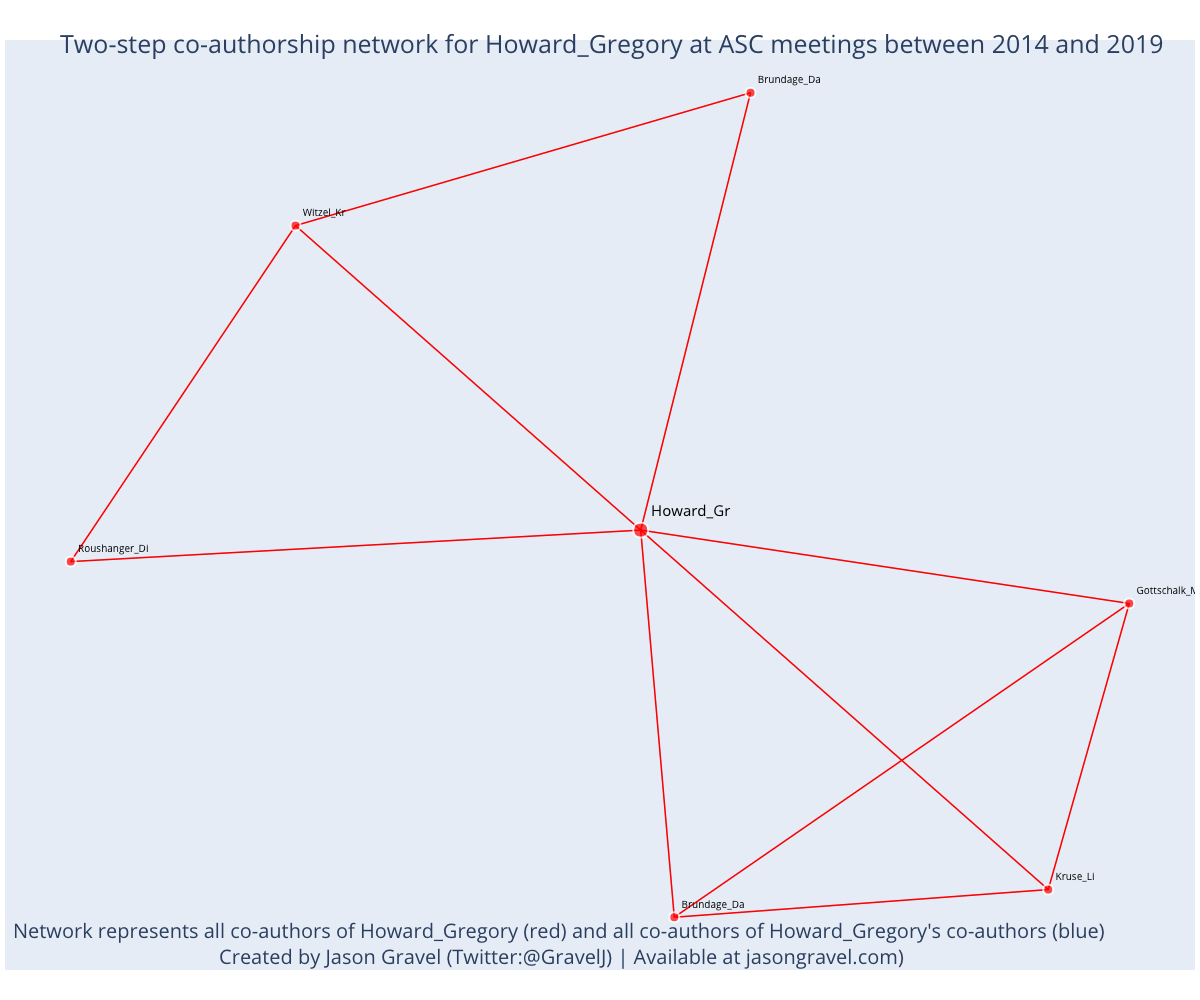 Two-step co-authorship network for Howard_Gregory at ASC meetings between 2014 and 2019
Brundage_Da
Witzel_Kr
Howard_Gr
Roushanger_Di
Gottschalk_M
Kruse_Li
Brundage_Da
Network represents all co-authors of Howard_Gregory (red) and all co-authors of Howard_Gregory's co-authors (blue)
Created by Jason Gravel (Twitter:@GravelJ) | Available at jasongravel.com)